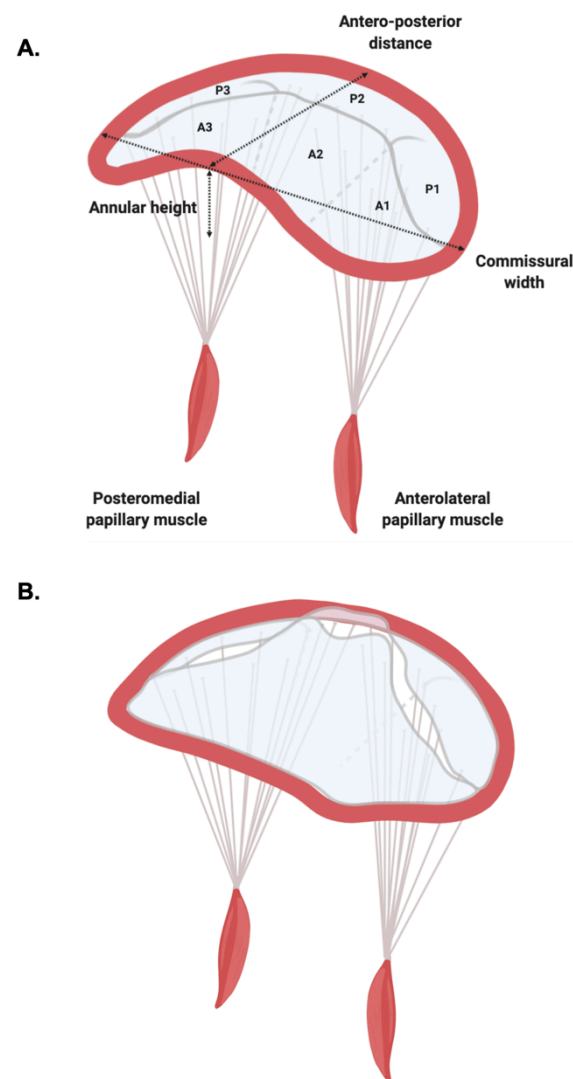 A.
Antero-posterior
distance
P3
P2
A3
A2
P1
A1
Annular height
Commissural
width
Posteromedial
papillary muscle
Anterolateral
papillary muscle
B.